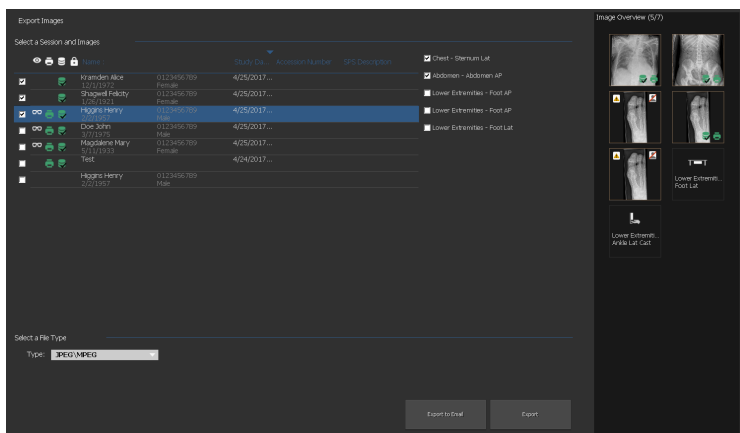 Export Images
Select a Session and Images
Name
Study Da... Accession Number SPS Description
Kramden Alice 0123456789 4/25/2017...
12/1/1972 Female
Shagwell Felicity 0123456789 4/25/2017...
1/26/1921 Female
Higgins Henry 0123456789 4/25/2017...
2/2/1957 Male
Doe John 0123456789 4/25/2017...
3/7/1975 Male
Magdalene Mary 0123456789 4/25/2017...
5/11/1933 Female
Test 4/24/2017...
Higgins Henry 0123456789
2/2/1957 Male
Chest - Sternum Lat
Abdomen - Abdomen AP
Lower Extremities - Foot AP
Lower Extremities - Foot AP
Lower Extremities - Foot Lat
Select a File Type
Type: JPEG\MPEG
Export to Email Export
Image Overview (5/7)
Lower Extremiti...
Foot Lat
Lower Extremiti...
Ankle Lat Cast